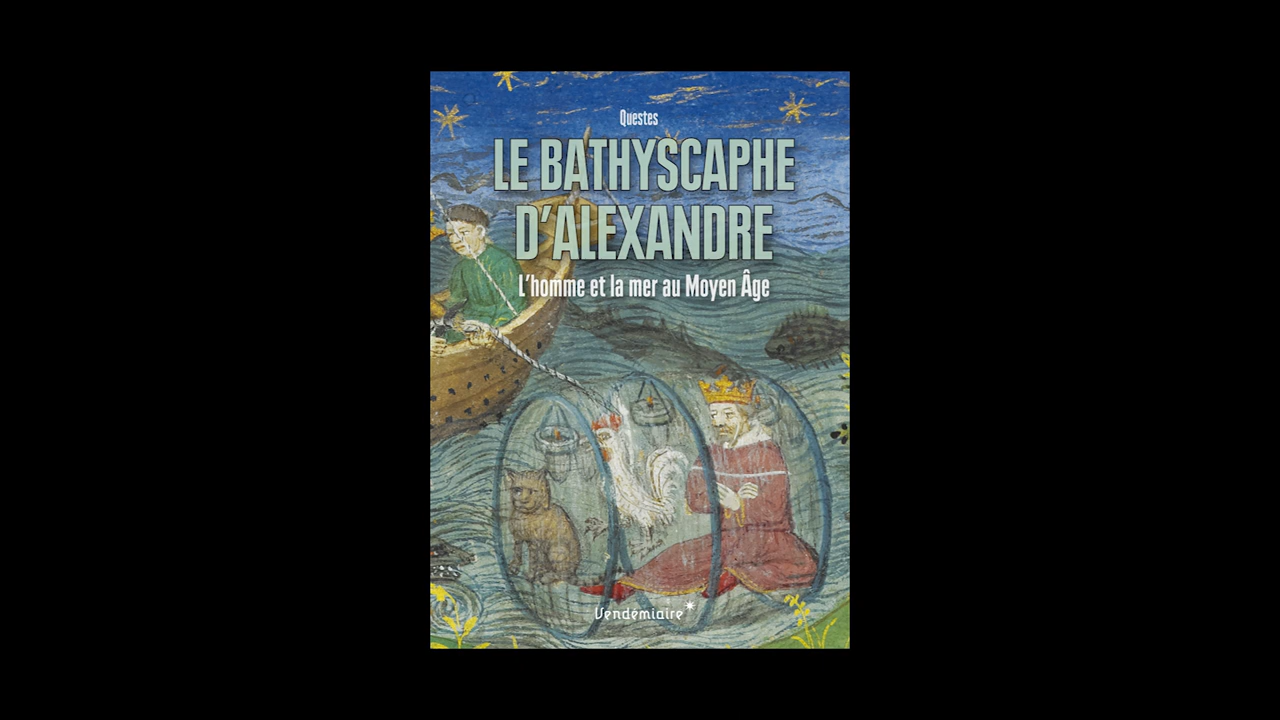 Questes
LE BATHYSCAPHE
D'ALEXANDRE
L'homme et la mer au Moyen Âge
Vendémiaire